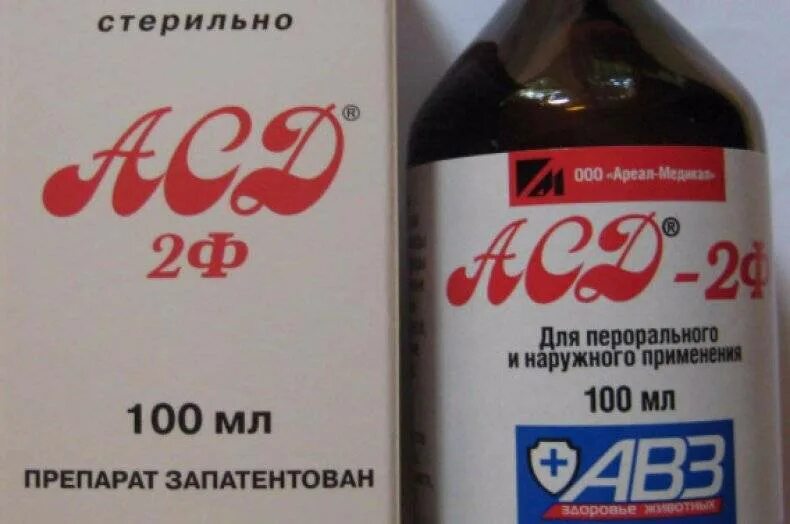 стерильно
АСД®
2Ф
100 мл
ПРЕПАРАТ ЗАПАТЕНТОВАН
ООО «Ареал-Медикал»
АСД®-2Ф
Для перорального
и наружного применения
100 мл
АВЗ
здоровье животных